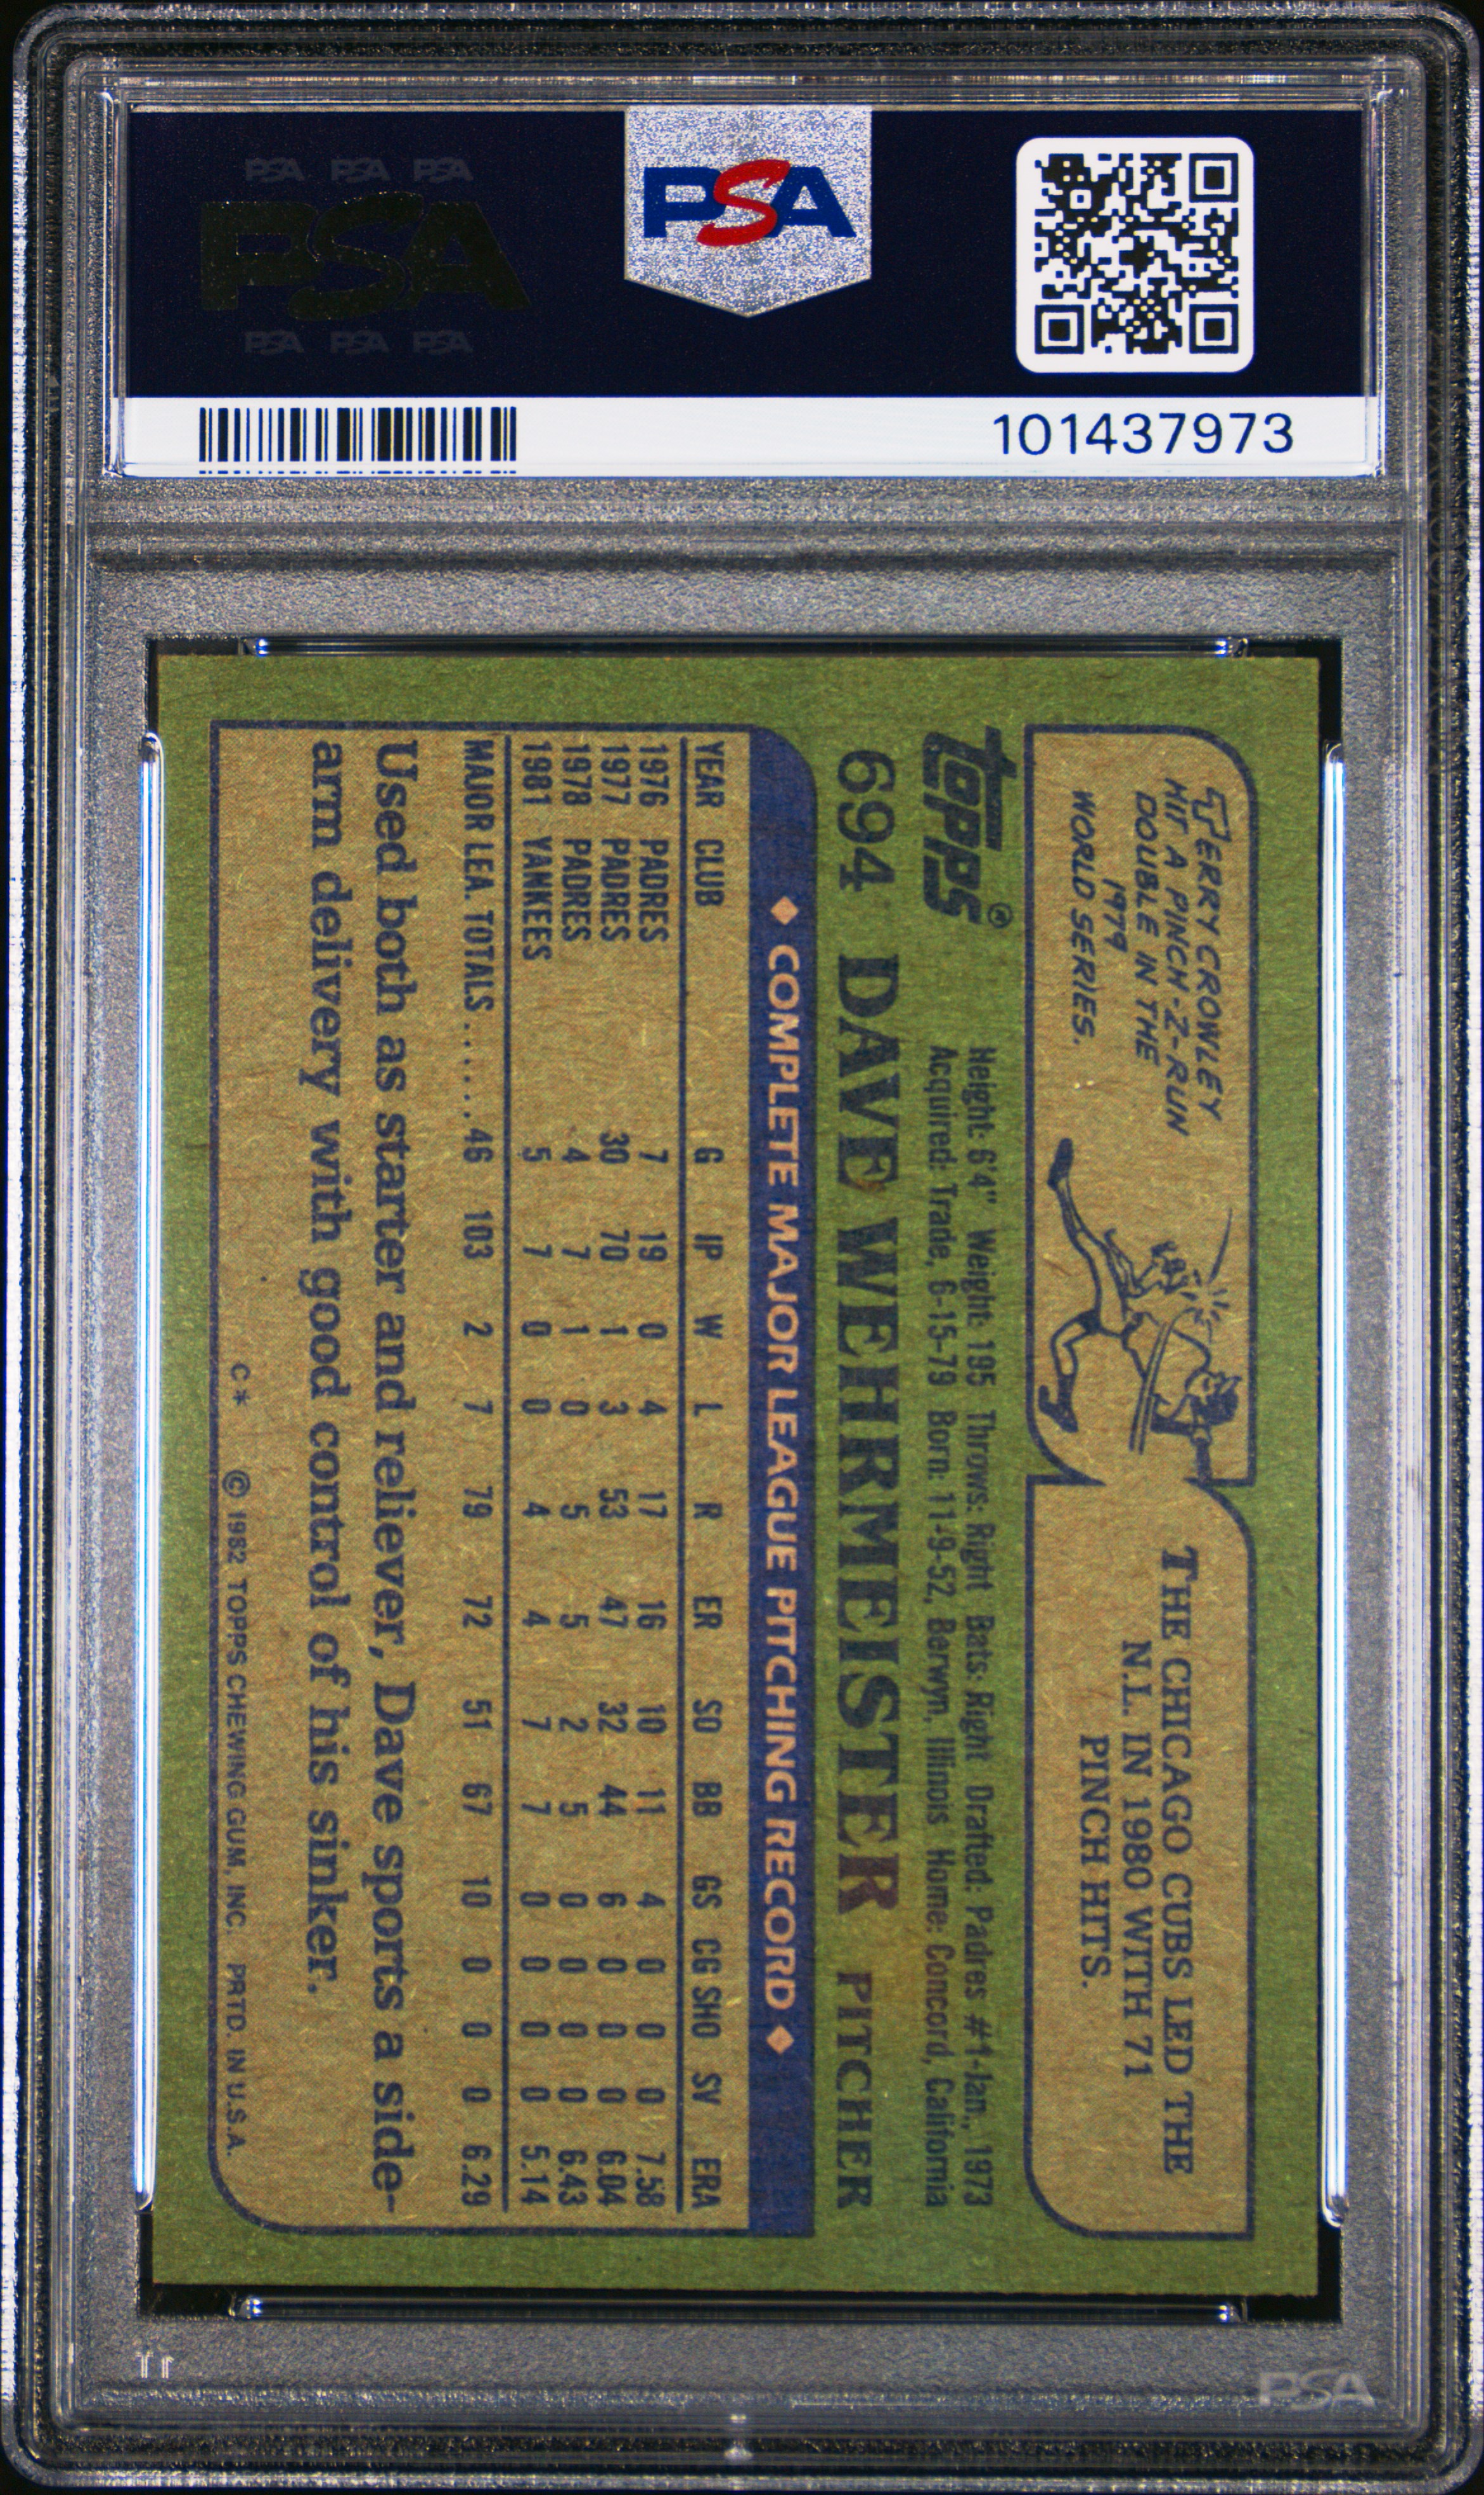 PSA PSA PSA
PSA
PSA PSA PSA
PSA
101437973
TERRY CROWLEY
HIT A PINCH-2-RUN
DOUBLE IN THE
1979
WORLD SERIES.
THE CHICAGO CUBS LED THE
N.L. IN 1980 WITH 71
PINCH HITS.
topps®
Height: 6'4" Weight: 195 Throws: Right Bats: Right Drafted: Padres #1-Jan., 1973
Acquired: Trade, 6-15-79 Born: 11-9-52, Berwyn, Illinois Home: Concord, California
694 DAVE WEHRMEISTER PITCHER
◆ COMPLETE MAJOR LEAGUE PITCHING RECORD ◆
YEAR CLUB G IP W L R ER SO BB GS CG SHO SV ERA
1976 PADRES 7 19 0 4 17 16 10 11 4 0 0 0 7.58
1977 PADRES 30 70 1 3 53 47 32 44 6 0 0 0 6.04
1978 PADRES 4 7 1 0 5 5 2 5 0 0 0 0 6.43
1981 YANKEES 5 7 0 0 4 4 7 7 0 0 0 0 5.14
MAJOR LEA. TOTALS.......46 103 2 7 79 72 51 67 10 0 0 0 6.29
Used both as starter and reliever, Dave sports a side-
arm delivery with good control of his sinker.
C* © 1982 TOPPS CHEWING GUM, INC. PRTD. IN U.S.A.
PSA